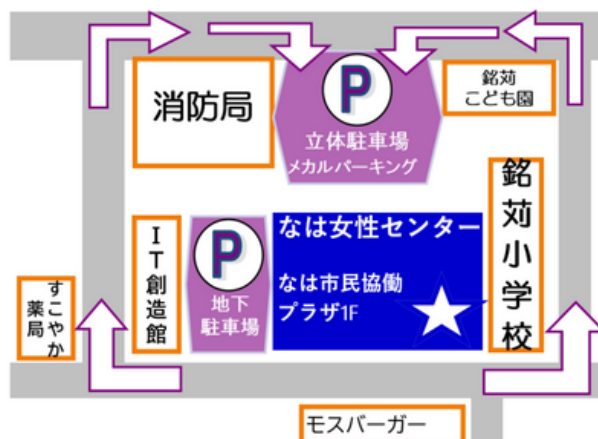 消防局
P
立体駐車場
メカルパーキング
銘苅
こども園
IT創造館
P
地下
駐車場
なは女性センター
なは市民協働
プラザ1F
銘苅小学校
すこやか
薬局
モスバーガー